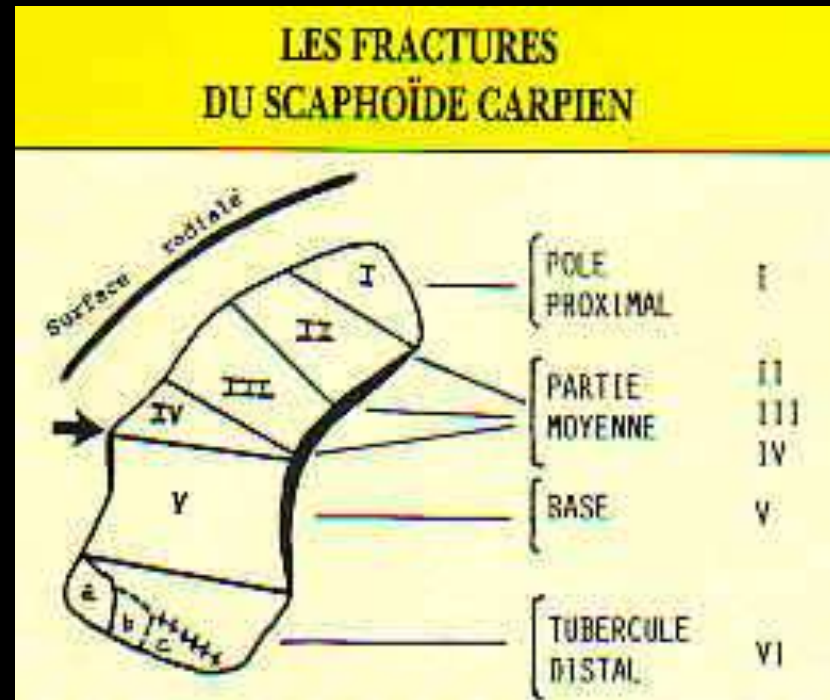 LES FRACTURES
DU SCAPHOÏDE CARPIEN
Surface radiale
I
II
III
IV
V
a
b
c
POLE
PROXIMAL
I
PARTIE
MOYENNE
II
III
IV
BASE
V
TUBERCULE
DISTAL
VI